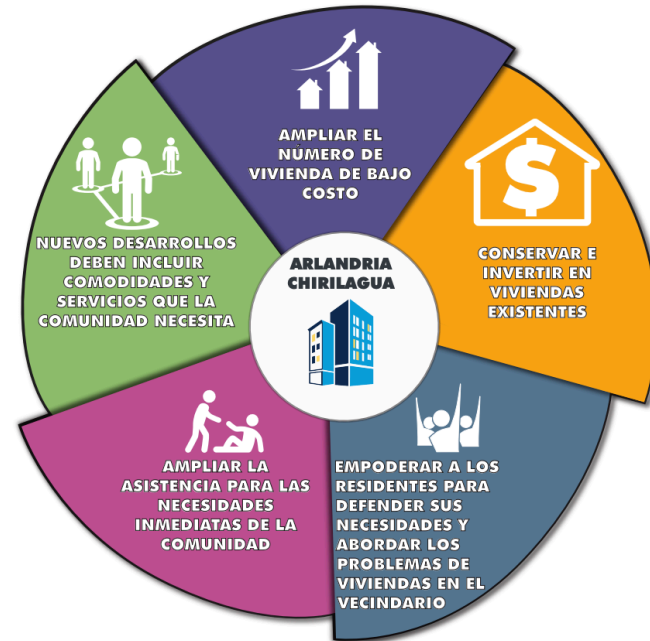 AMPLIAR EL
NÚMERO DE
VIVIENDA DE BAJO
COSTO
CONSERVAR E
INVERTIR EN
VIVIENDAS
EXISTENTES
EMPODERAR A LOS
RESIDENTES PARA
DEFENDER SUS
NECESIDADES Y
ABORDAR LOS
PROBLEMAS DE
VIVIENDAS EN EL
VECINDARIO
AMPLIAR LA
ASISTENCIA PARA LAS
NECESIDADES
INMEDIATAS DE LA
COMUNIDAD
NUEVOS DESARROLLOS
DEBEN INCLUIR
COMODIDADES Y
SERVICIOS QUE LA
COMUNIDAD NECESITA
ARLANDRIA
CHIRILAGUA
$